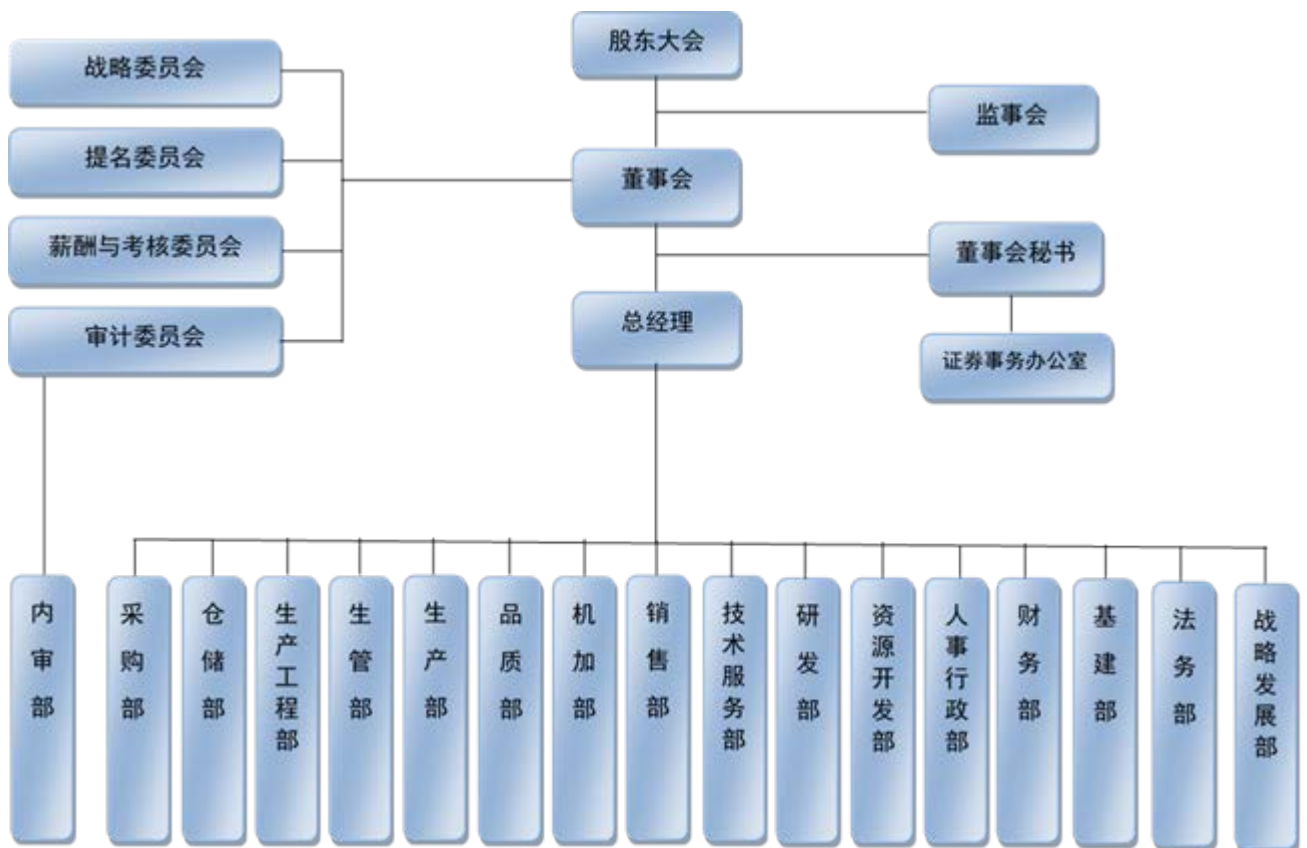 股东大会
战略委员会
监事会
提名委员会
董事会
薪酬与考核委员会
董事会秘书
总经理
审计委员会
证券事务办公室
内审部
采购部
仓储部
生产工程部
生管部
生产部
品质部
机加部
销售部
技术服务部
研发部
资源开发部
人事行政部
财务部
基建部
法务部
战略发展部